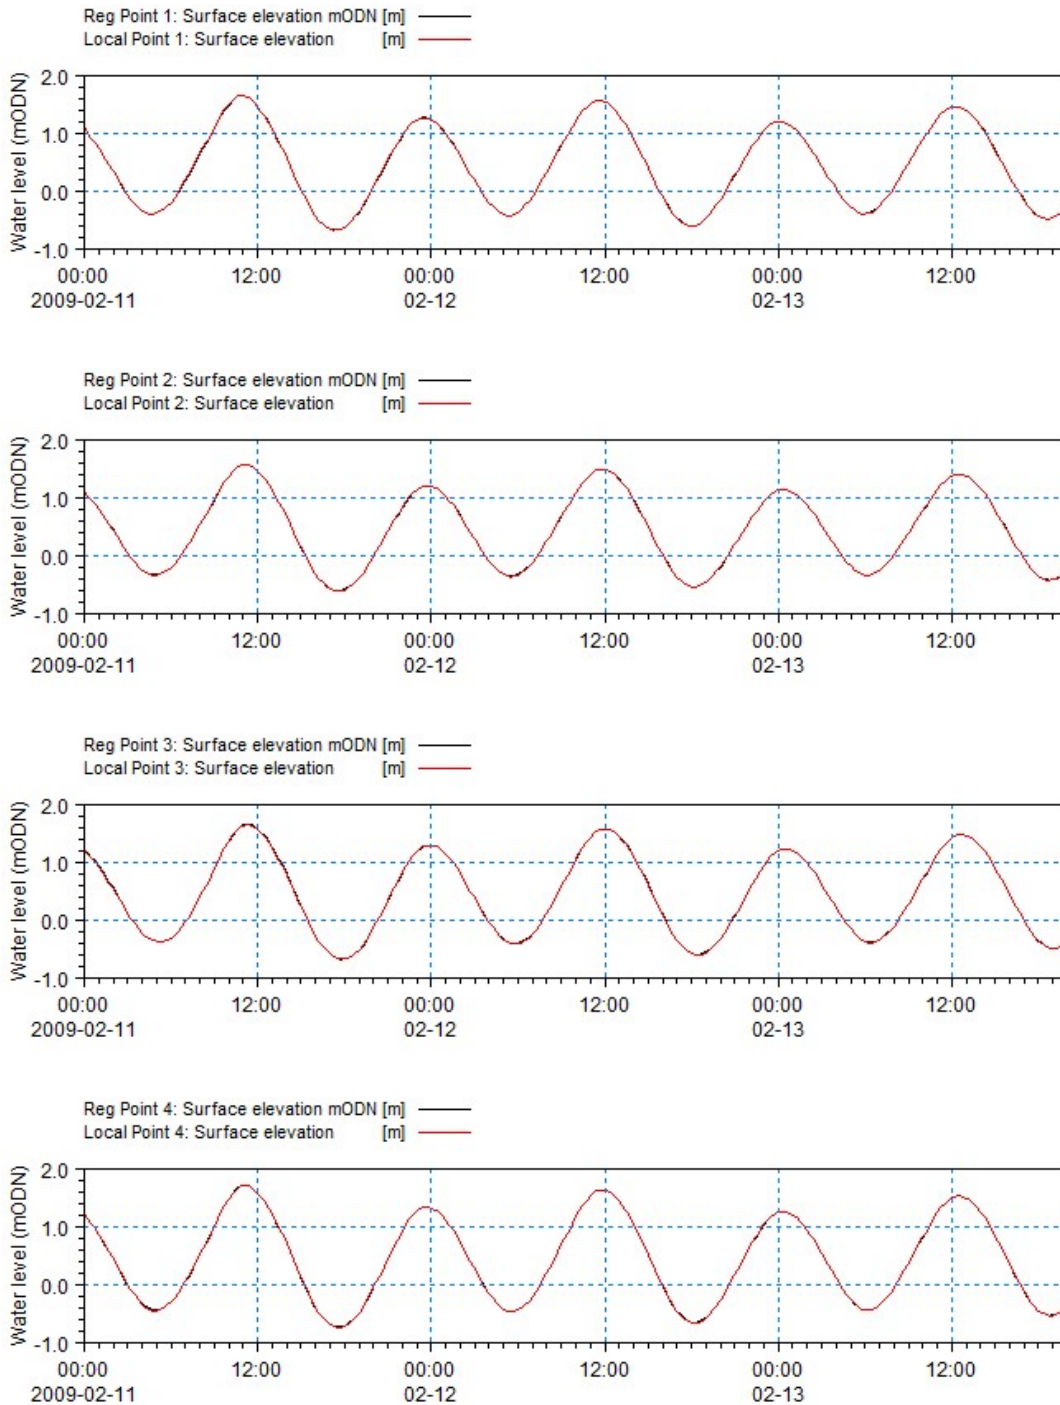 Reg Point 1: Surface elevation mODN [m]
Local Point 1: Surface elevation [m]
Water level (mODN)
2.0
1.0
0.0
-1.0
00:00 12:00 00:00 12:00 00:00 12:00
2009-02-11 02-12 02-13
Reg Point 2: Surface elevation mODN [m]
Local Point 2: Surface elevation [m]
Water level (mODN)
2.0
1.0
0.0
-1.0
00:00 12:00 00:00 12:00 00:00 12:00
2009-02-11 02-12 02-13
Reg Point 3: Surface elevation mODN [m]
Local Point 3: Surface elevation [m]
Water level (mODN)
2.0
1.0
0.0
-1.0
00:00 12:00 00:00 12:00 00:00 12:00
2009-02-11 02-12 02-13
Reg Point 4: Surface elevation mODN [m]
Local Point 4: Surface elevation [m]
Water level (mODN)
2.0
1.0
0.0
-1.0
00:00 12:00 00:00 12:00 00:00 12:00
2009-02-11 02-12 02-13